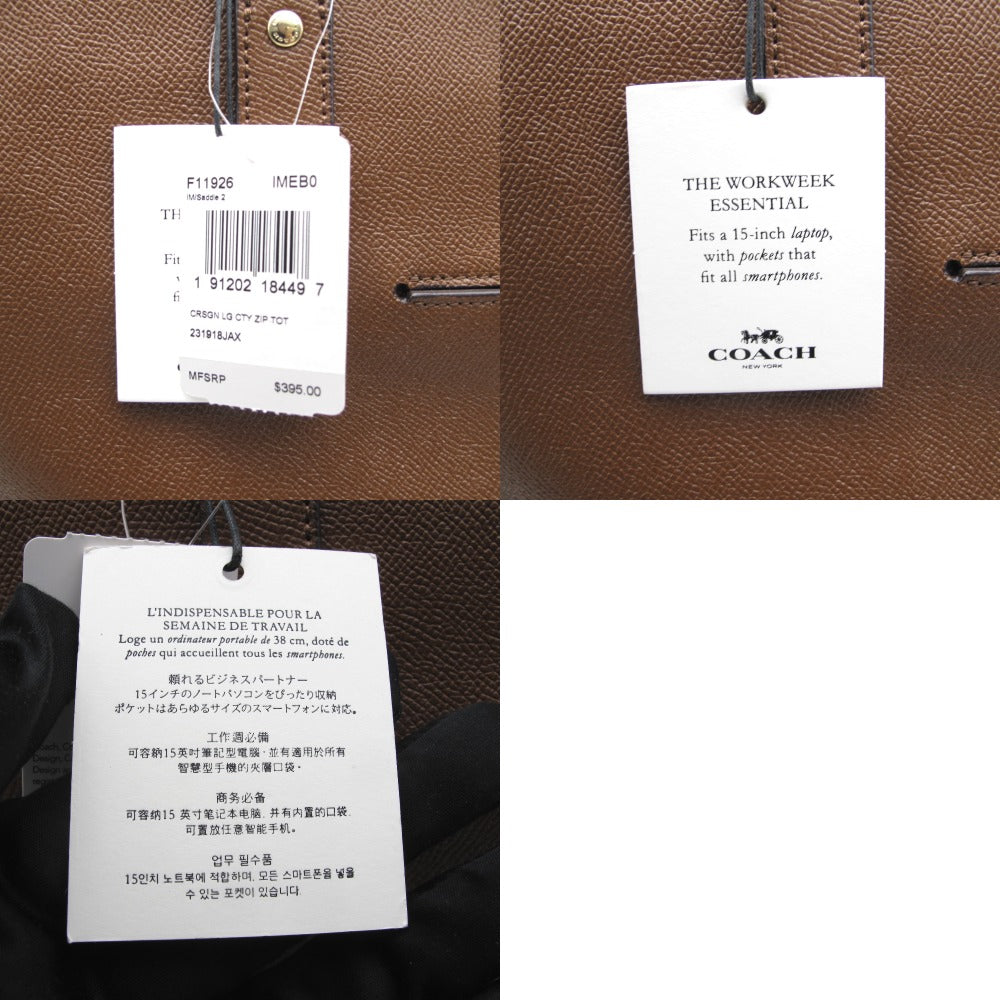 F11926 IMEB0
IM/Saddle 2
TH
Fit
fi
1 91202 18449 7
CRSGN LG CTY ZIP TOT
231918JAX
MFSRP $395.00
THE WORKWEEK
ESSENTIAL
Fits a 15-inch laptop,
with pockets that
fit all smartphones.
COACH
NEW YORK
L'INDISPENSABLE POUR LA
SEMAINE DE TRAVAIL
Loge un ordinateur portable de 38 cm, doté de
poches qui accueillent tous les smartphones.
頼れるビジネスパートナー
15インチのノートパソコンをぴったり収納
ポケットはあらゆるサイズのスマートフォンに対応。
工作週必備
可容納15英吋筆記型電腦，並有適用於所有
智慧型手機的夾層口袋。
商务必备
可容纳15 英寸笔记本电脑, 并有内置的口袋,
可置放任意智能手机。
업무 필수품
15인치 노트북에 적합하며, 모든 스마트폰을 넣을
수 있는 포켓이 있습니다.